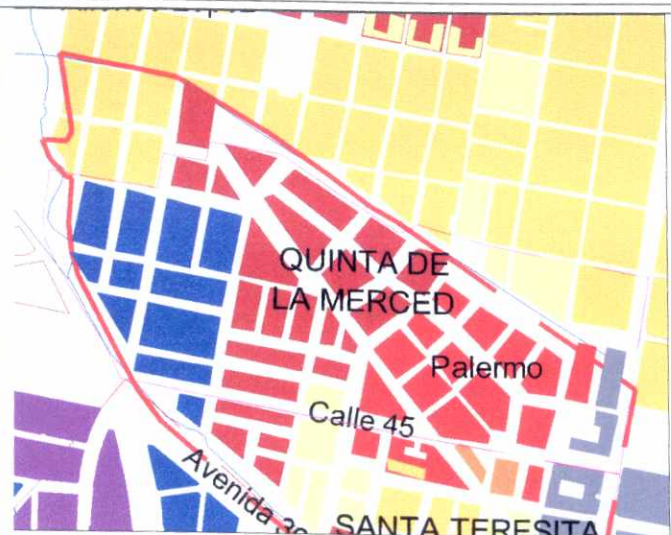 QUINTA DE
LA MERCED
Palermo
Calle 45
Avenida
SANTA TERESITA